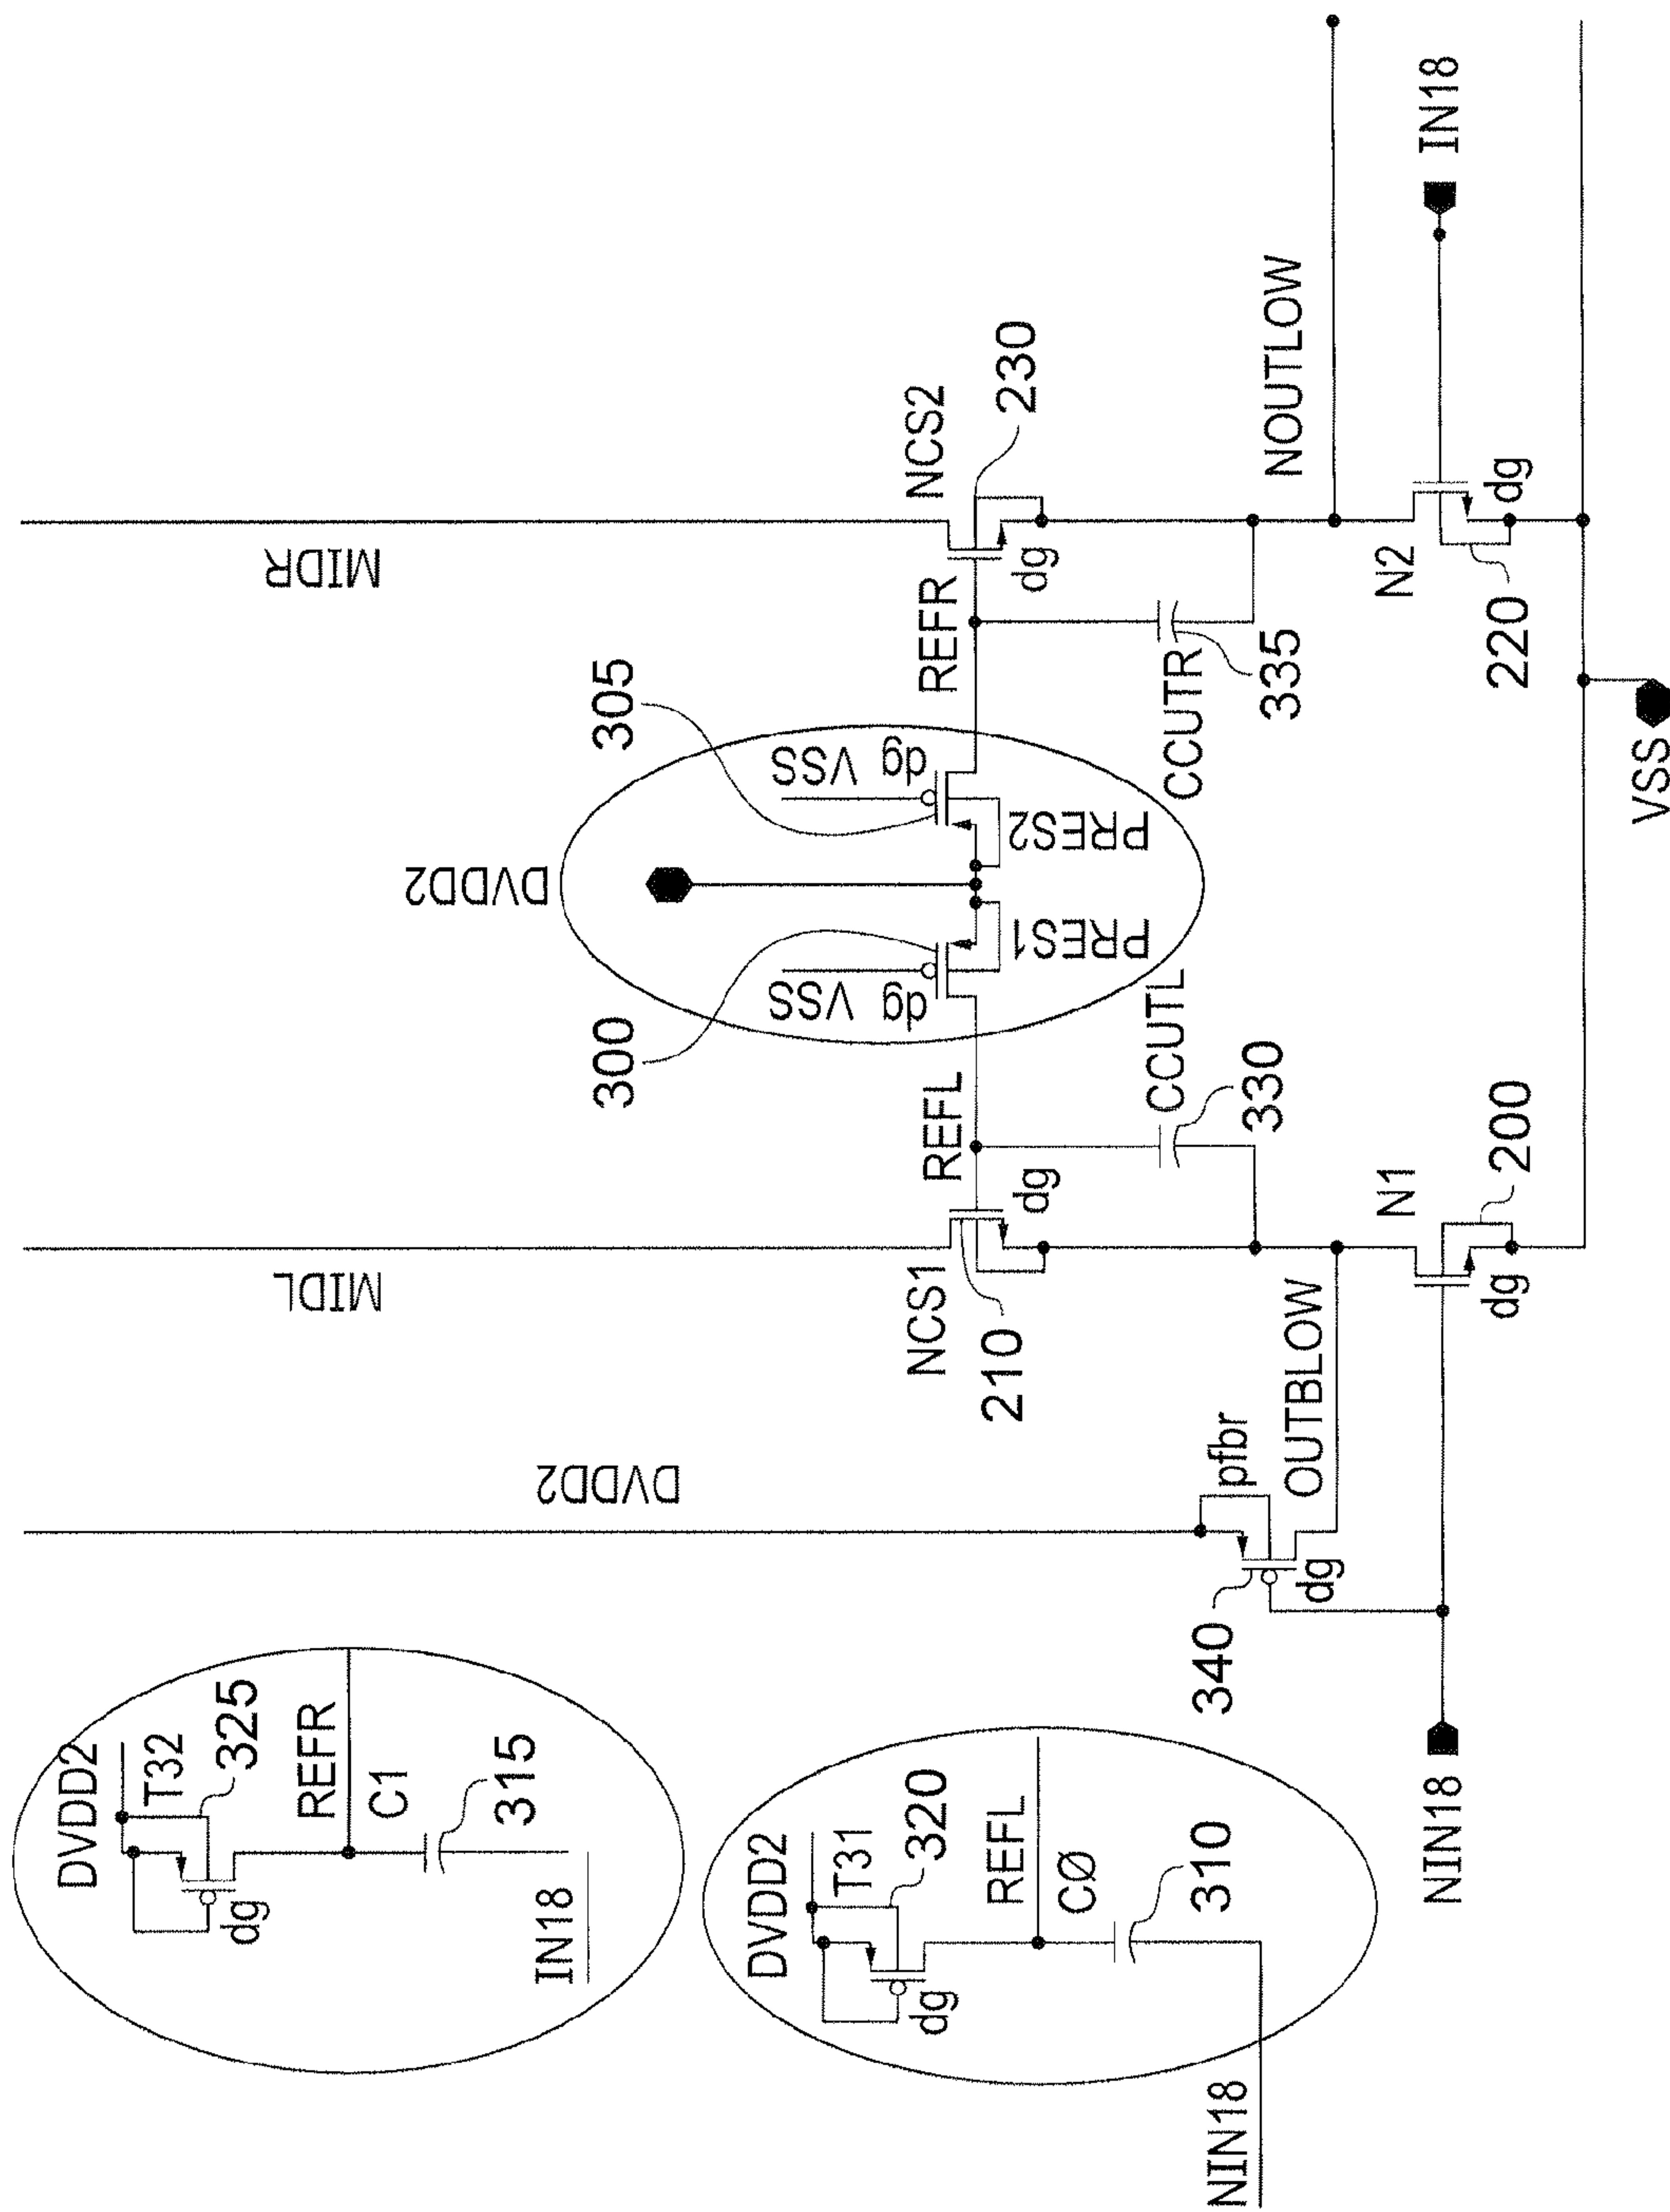 DVDD2
T32
325
dg
REFR
C1
315
IN18
DVDD2
T31
320
dg
REFL
CØ
310
NIN18
DVDD2
pfbr
340
dg
OUTBLOW
NIN18
MIDL
NCS1
210
dg
REFL
CCUTL
330
N1
dg
200
DVDD2
300
305
dg VSS
dg VSS
PRES1
PRES2
MIDR
NCS2
230
dg
REFR
CCUTR
335
NOUTLOW
N2
dg
220
IN18
VSS